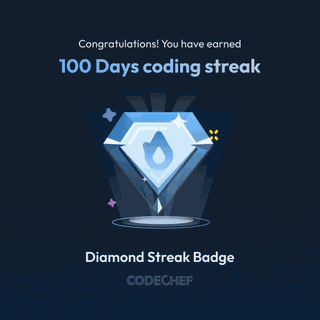 Congratulations! You have earned
100 Days coding streak
Diamond Streak Badge
CODECHEF